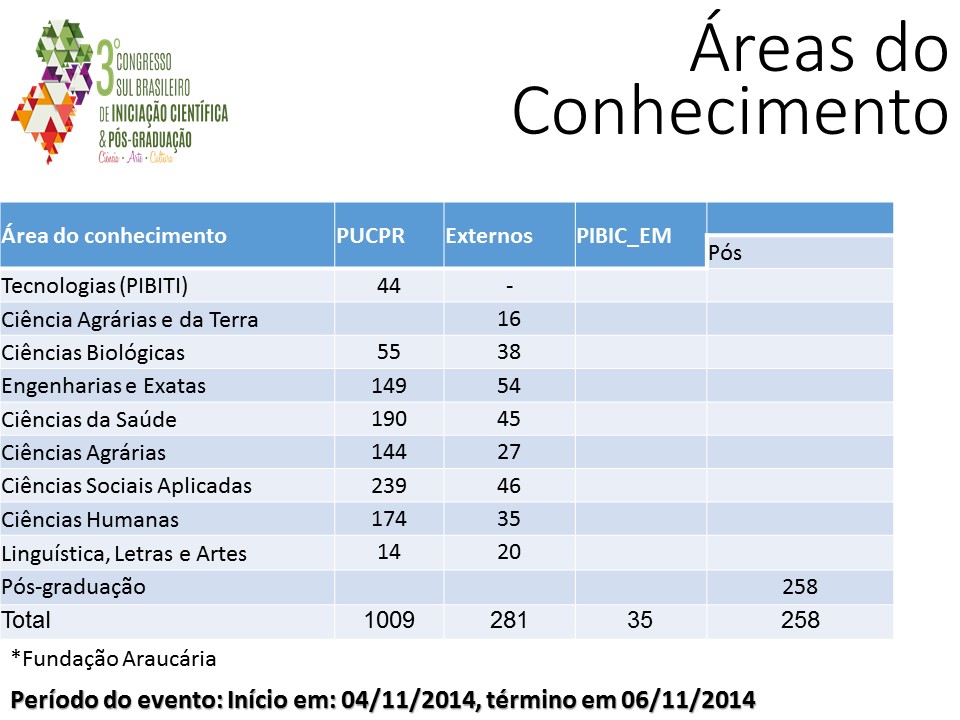 3°
CONGRESSO
SUL BRASILEIRO
DE INICIAÇÃO CIENTÍFICA
& PÓS-GRADUAÇÃO
Ciência • Arte • Cultura
Áreas do
Conhecimento
Área do conhecimento PUCPR Externos PIBIC_EM
Pós
Tecnologias (PIBITI) 44 -
Ciência Agrárias e da Terra 16
Ciências Biológicas 55 38
Engenharias e Exatas 149 54
Ciências da Saúde 190 45
Ciências Agrárias 144 27
Ciências Sociais Aplicadas 239 46
Ciências Humanas 174 35
Linguística, Letras e Artes 14 20
Pós-graduação 258
Total 1009 281 35 258
*Fundação Araucária
Período do evento: Início em: 04/11/2014, término em 06/11/2014